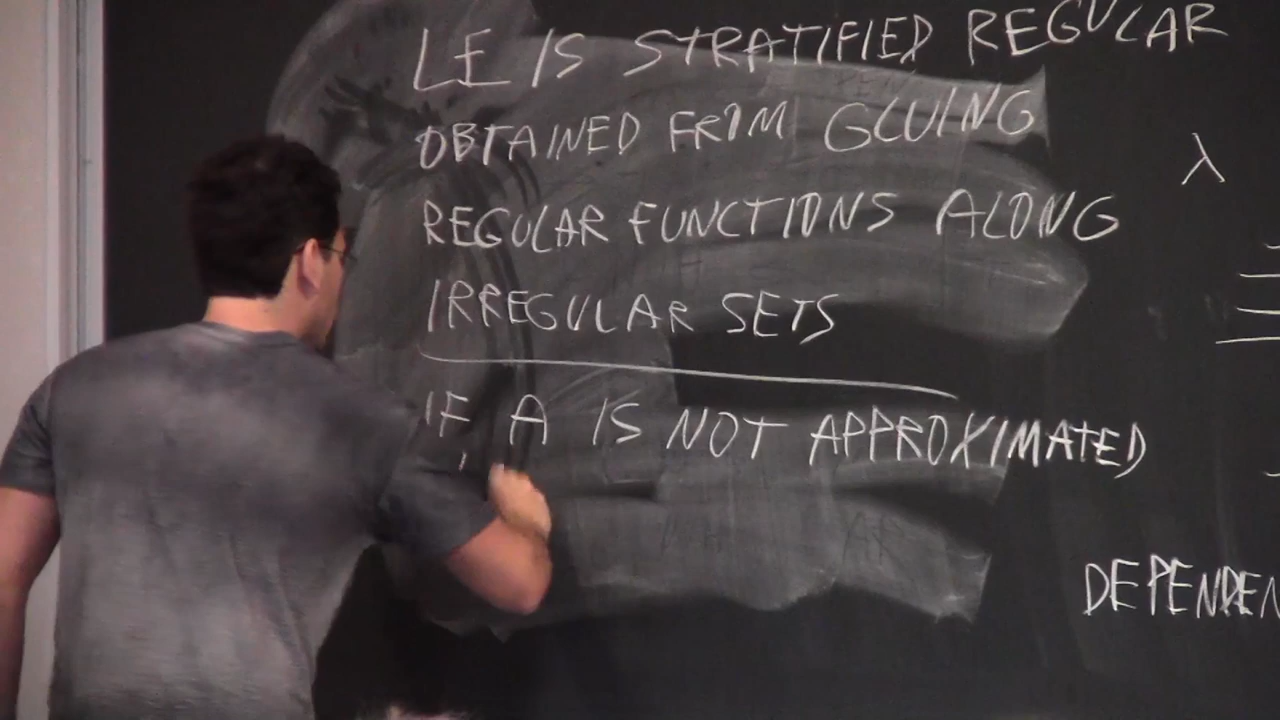 LE IS STRATIFIED REGULAR
OBTAINED FROM GLUING
REGULAR FUNCTIONS ALONG
IRREGULAR SETS
IF A IS NOT APPROXIMATED
λ
DEPENDEN